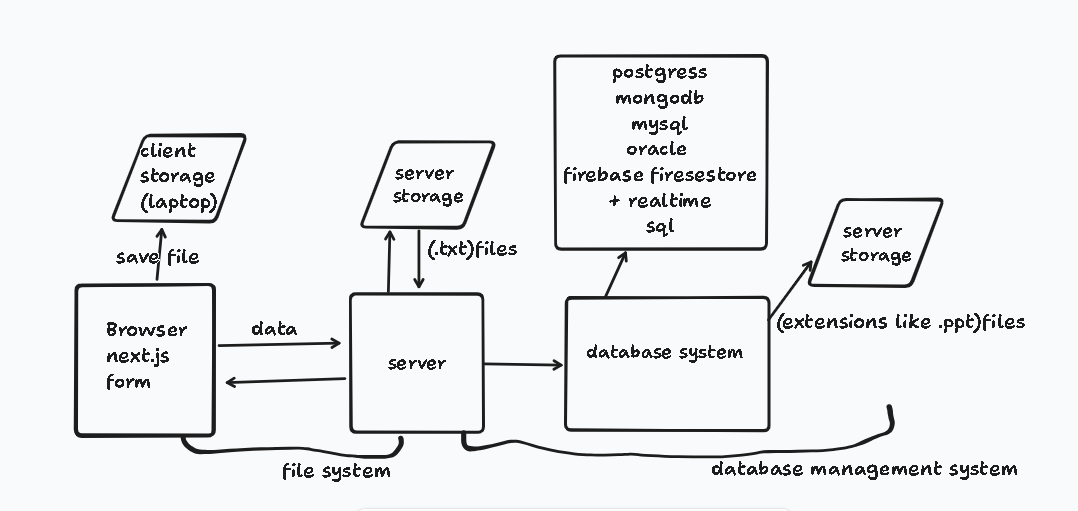 postgress
mongodb
mysql
oracle
firebase firesestore
+ realtime
sql
client
storage
(laptop)
server
storage
server
storage
save file
(.txt)files
(extensions like .ppt)files
Browser
next.js
form
data
server
database system
file system
database management system